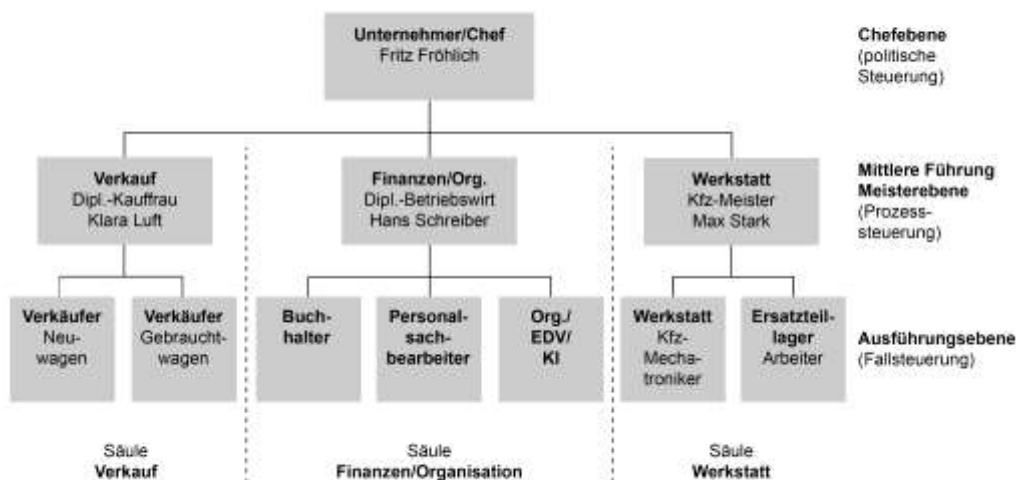 Unternehmer/Chef
Fritz Fröhlich
Chefebene
(politische
Steuerung)
Verkauf
Dipl.-Kauffrau
Klara Luft
Finanzen/Org.
Dipl.-Betriebswirt
Hans Schreiber
Werkstatt
Kfz-Meister
Max Stark
Mittlere Führung
Meisterebene
(Prozess-
steuerung)
Verkäufer
Neu-
wagen
Verkäufer
Gebraucht-
wagen
Buch-
halter
Personal-
sach-
bearbeiter
Org./
EDV/
KI
Werkstatt
Kfz-
Mecha-
troniker
Ersatzteil-
lager
Arbeiter
Ausführungsebene
(Fallsteuerung)
Säule
Verkauf
Säule
Finanzen/Organisation
Säule
Werkstatt